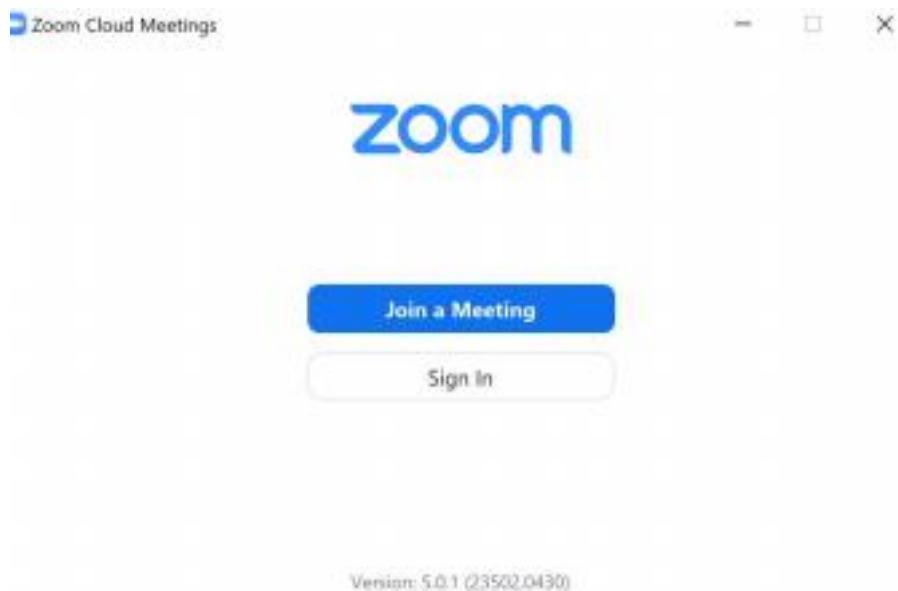 Zoom Cloud Meetings
zoom
Join a Meeting
Sign In
Version: 5.0.1 (23502.0430)